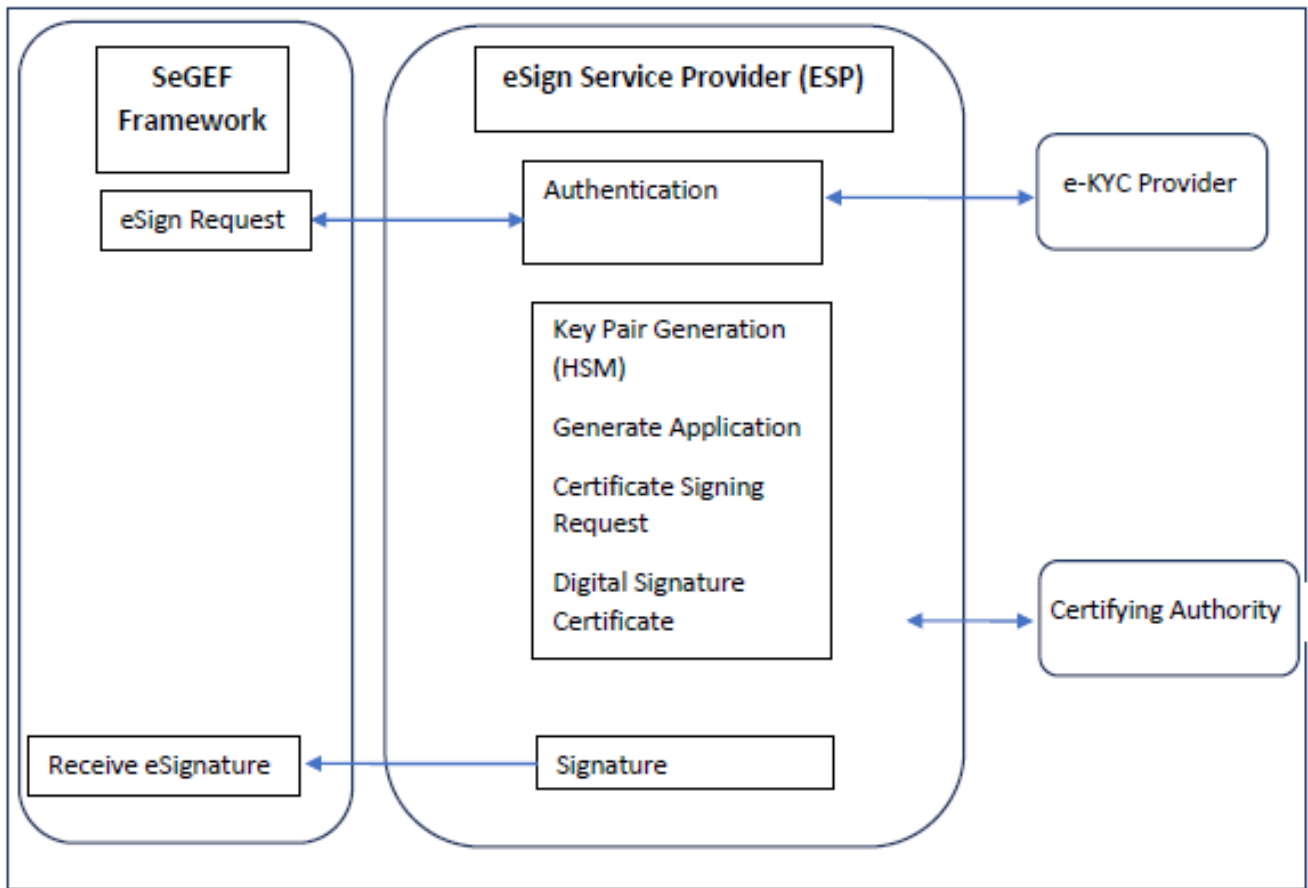 SeGEF
Framework
eSign Service Provider (ESP)
eSign Request
Authentication
e-KYC Provider
Key Pair Generation
(HSM)
Generate Application
Certificate Signing
Request
Digital Signature
Certificate
Certifying Authority
Receive eSignature
Signature